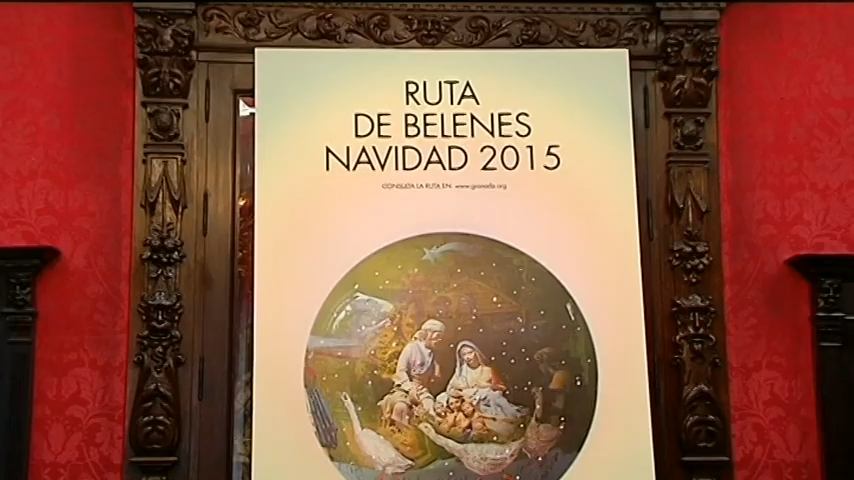 RUTA
DE BELENES
NAVIDAD 2015
CONSULTA LA RUTA EN: www.granada.org